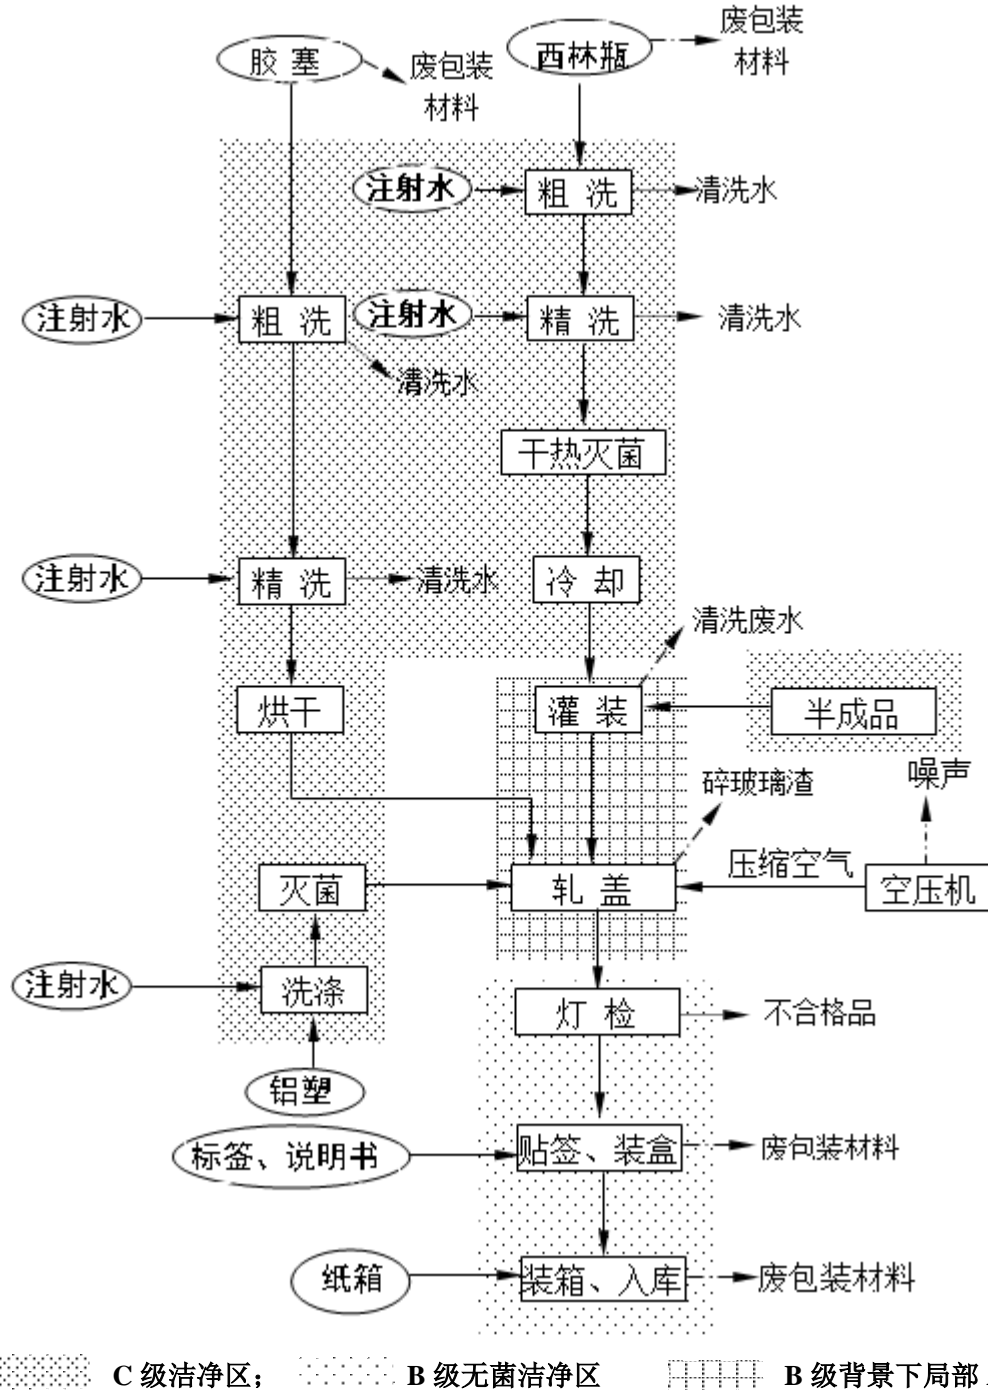 胶塞
西林瓶
废包装
材料
废包装
材料
注射水
粗洗
清洗水
注射水
粗洗
注射水
精洗
清洗水
清洗水
干热灭菌
注射水
精洗
清洗水
冷却
清洗废水
烘干
灌装
半成品
碎玻璃渣
噪声
压缩空气
灭菌
轧盖
空压机
注射水
洗涤
灯检
不合格品
铝塑
标签、说明书
贴签、装盒
废包装材料
纸箱
装箱、入库
废包装材料
C 级洁净区； B 级无菌洁净区 B 级背景下局部